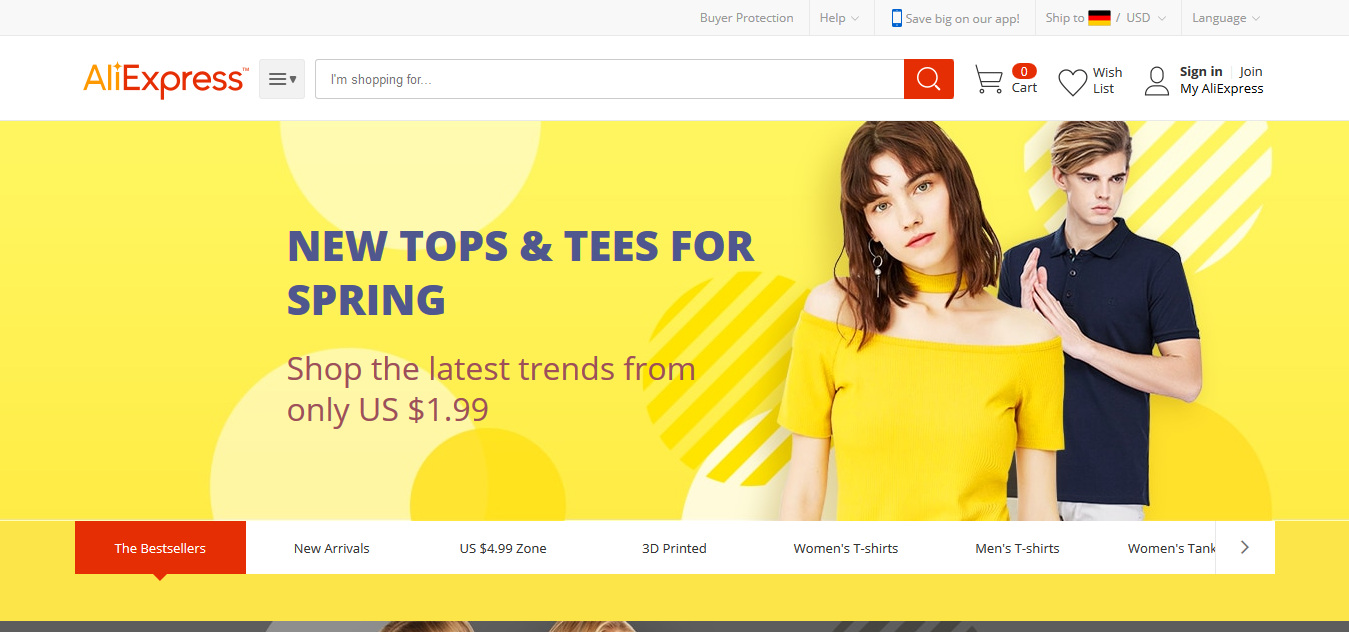 Buyer Protection
Help
Save big on our app!
Ship to / USD
Language
AliExpress™
I'm shopping for...
0
Cart
Wish
List
Sign in | Join
My AliExpress
NEW TOPS & TEES FOR
SPRING
Shop the latest trends from
only US $1.99
The Bestsellers
New Arrivals
US $4.99 Zone
3D Printed
Women's T-shirts
Men's T-shirts
Women's Tank